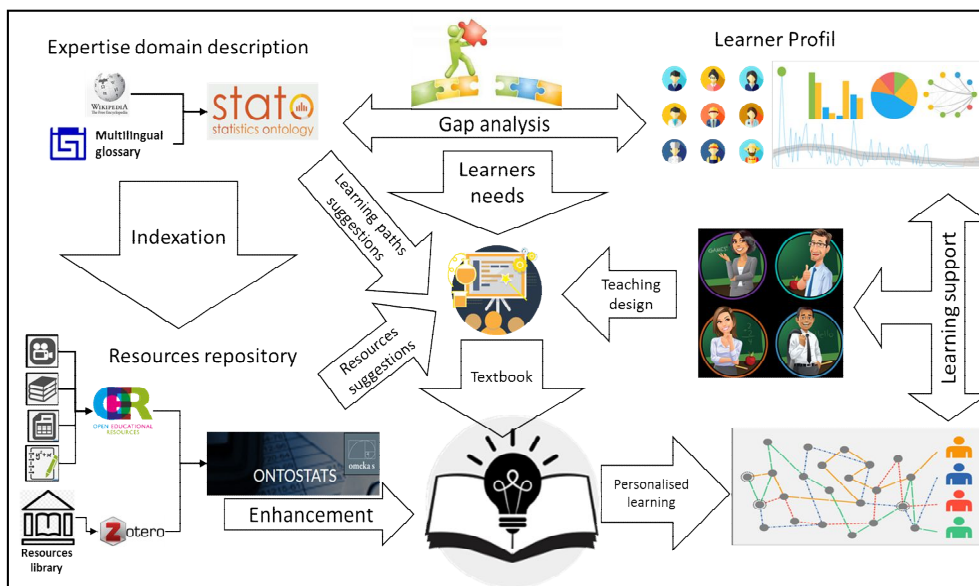 Expertise domain description
WIKIPEDIA
The Free Encyclopedia
Multilingual
glossary
stato
statistics ontology
Gap analysis
Learner Profil
Learners
needs
Learning paths
suggestions
Indexation
Teaching
design
Learning support
Resources repository
Resources
suggestions
Textbook
OER
OPEN EDUCATIONAL
RESOURCES
ONTOSTATS
omeka s
Enhancement
Personalised
learning
Resources
library
zotero